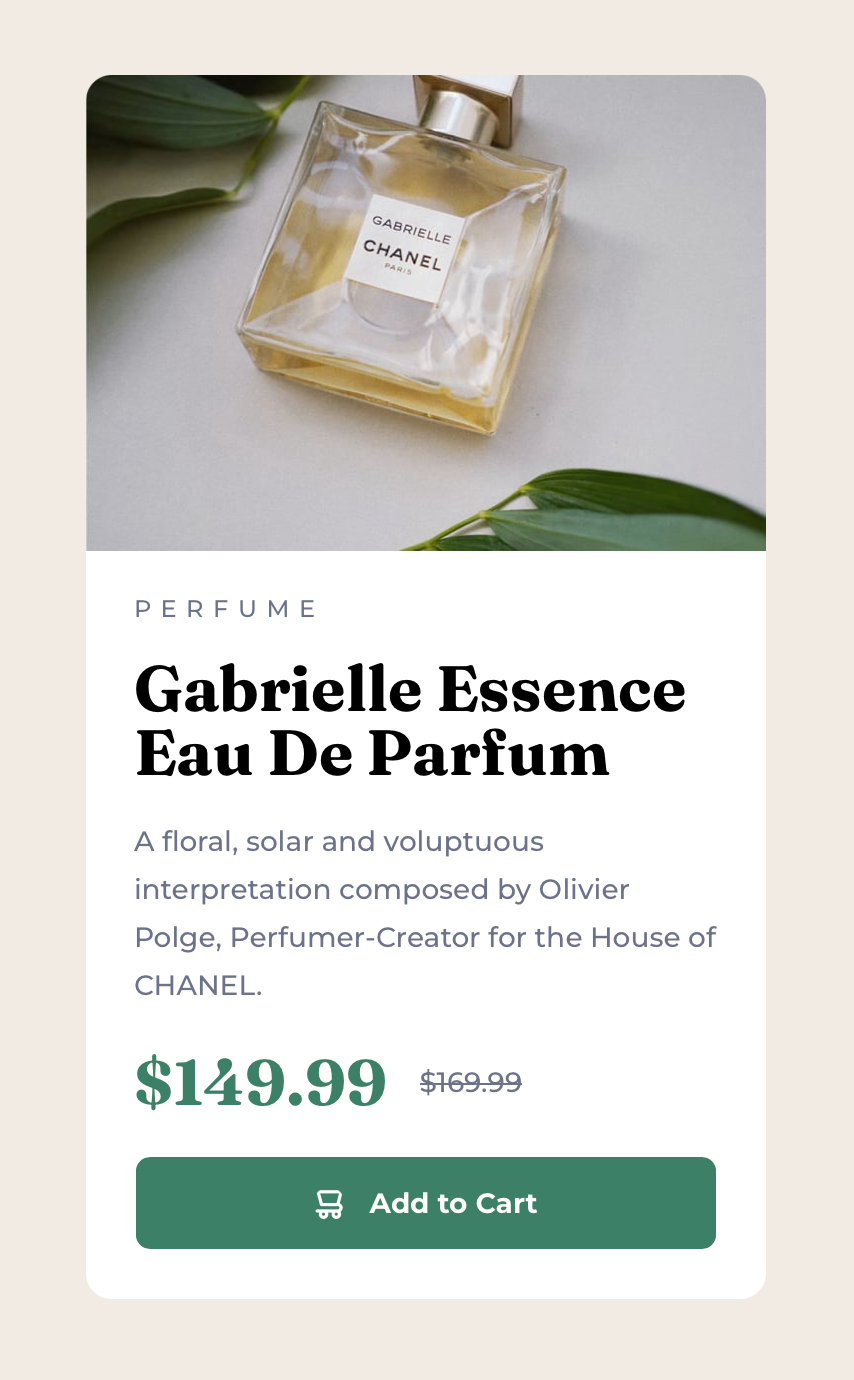 GABRIELLE
CHANEL
PARIS
PERFUME
Gabrielle Essence
Eau De Parfum
A floral, solar and voluptuous
interpretation composed by Olivier
Polge, Perfumer-Creator for the House of
CHANEL.
$149.99 $169.99
Add to Cart